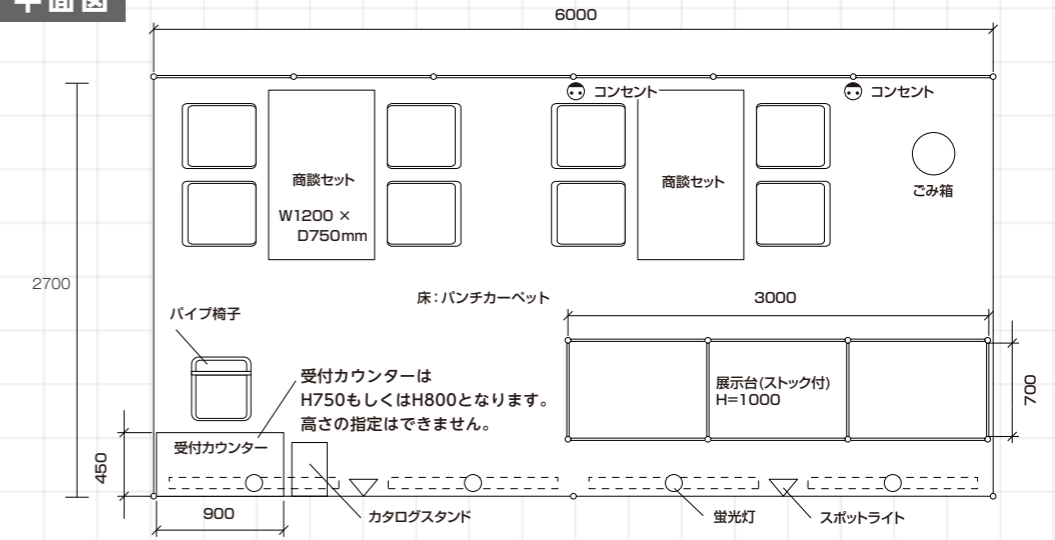 平面図
6000
コンセント
コンセント
商談セット
W1200 ×
D750mm
商談セット
ごみ箱
2700
床：パンチカーペット
3000
パイプ椅子
受付カウンターは
H750もしくはH800となります。
高さの指定はできません。
展示台(ストック付)
H=1000
700
受付カウンター
450
900
カタログスタンド
蛍光灯
スポットライト